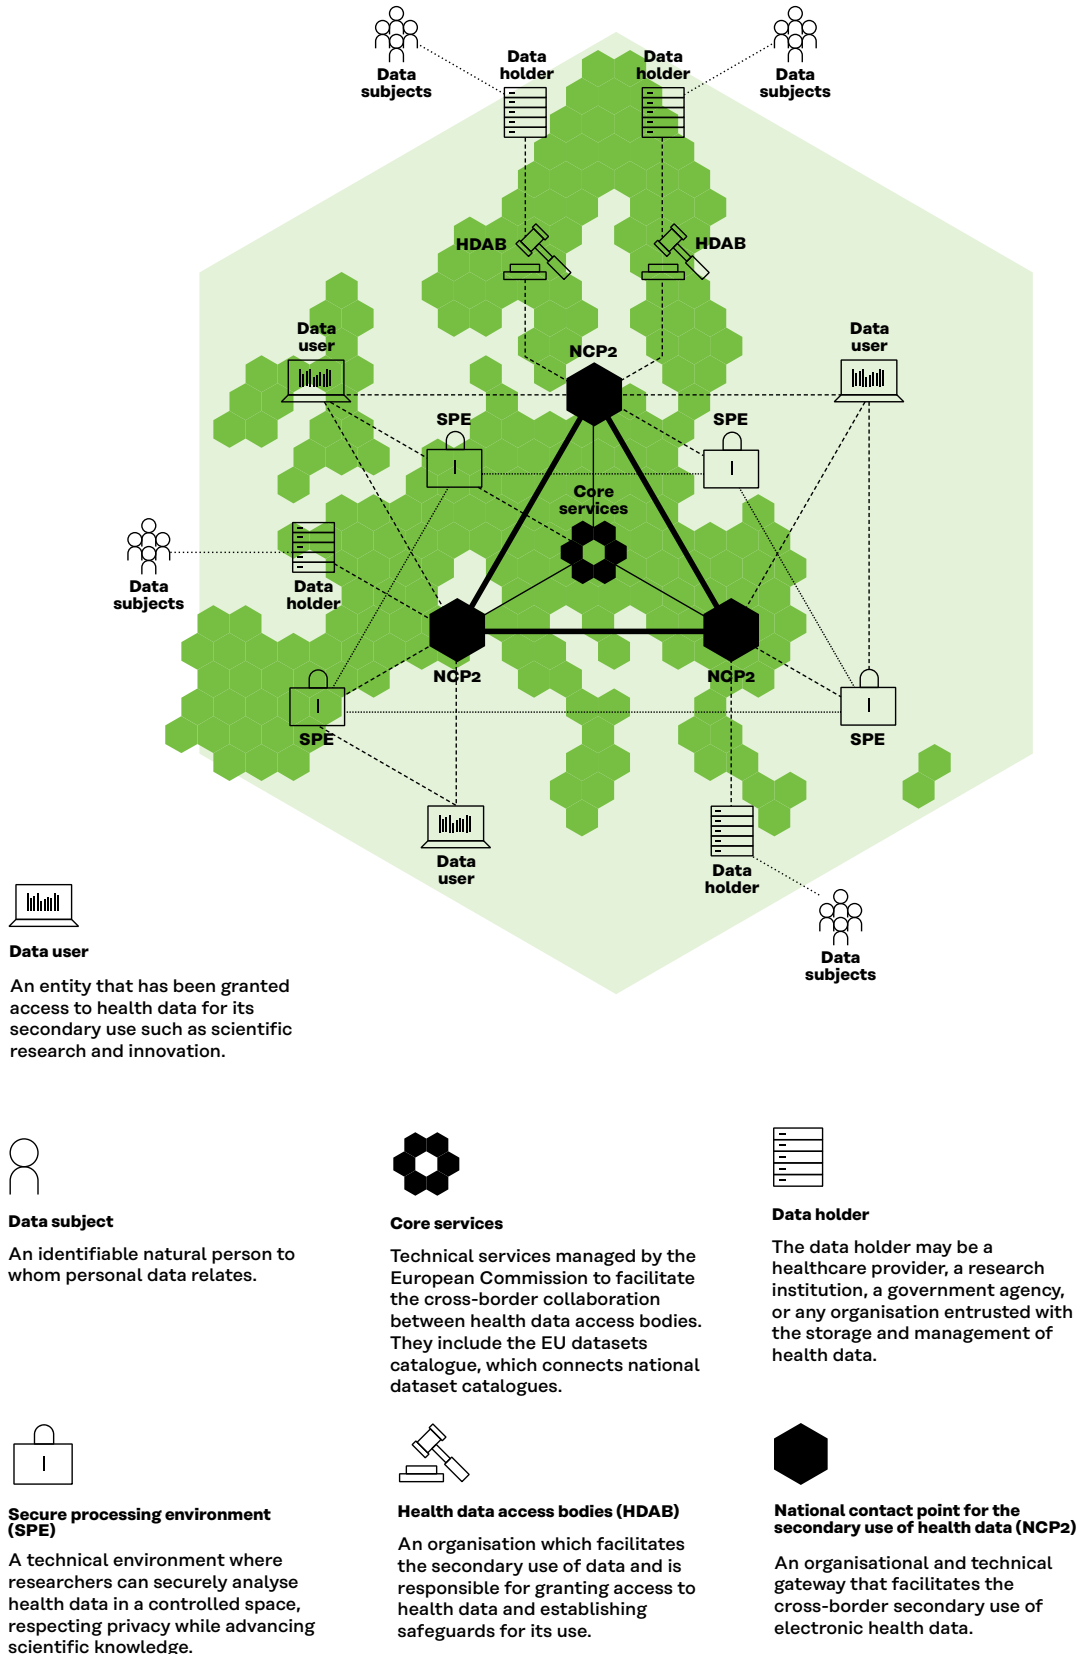 Data
subjects
Data
holder
Data
holder
Data
subjects
HDAB
HDAB
Data
user
NCP2
Data
user
SPE
SPE
Core
services
Data
subjects
Data
holder
NCP2
NCP2
SPE
SPE
Data
user
Data
holder
Data
subjects
Data user
An entity that has been granted
access to health data for its
secondary use such as scientific
research and innovation.
Data subject
An identifiable natural person to
whom personal data relates.
Core services
Technical services managed by the
European Commission to facilitate
the cross-border collaboration
between health data access bodies.
They include the EU datasets
catalogue, which connects national
dataset catalogues.
Data holder
The data holder may be a
healthcare provider, a research
institution, a government agency,
or any organisation entrusted with
the storage and management of
health data.
Secure processing environment
(SPE)
A technical environment where
researchers can securely analyse
health data in a controlled space,
respecting privacy while advancing
scientific knowledge.
Health data access bodies (HDAB)
An organisation which facilitates
the secondary use of data and is
responsible for granting access to
health data and establishing
safeguards for its use.
National contact point for the
secondary use of health data (NCP2)
An organisational and technical
gateway that facilitates the
cross-border secondary use of
electronic health data.